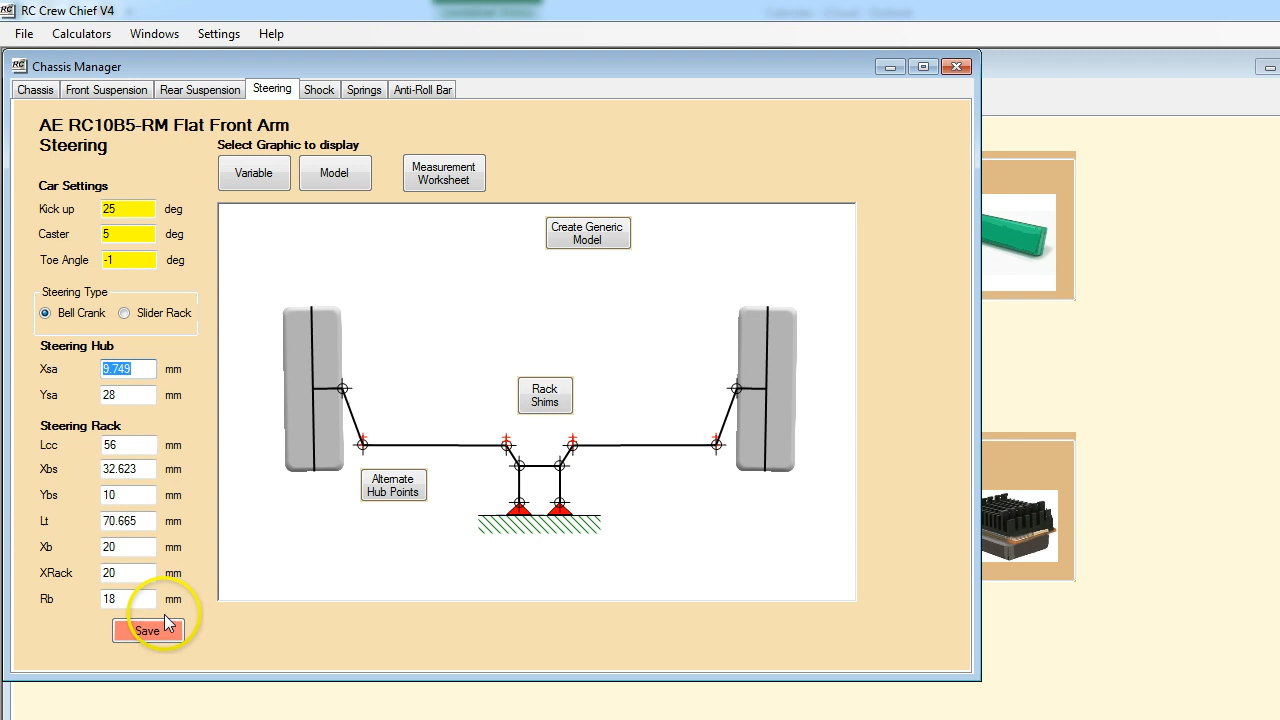 RC RC Crew Chief V4
File Calculators Windows Settings Help
RC Chassis Manager
Chassis Front Suspension Rear Suspension Steering Shock Springs Anti-Roll Bar
AE RC10B5-RM Flat Front Arm
Steering
Select Graphic to display
Variable Model Measurement
Worksheet
Car Settings
Kick up 25 deg
Caster 5 deg
Toe Angle -1 deg
Steering Type
Bell Crank Slider Rack
Steering Hub
Xsa 9.749 mm
Ysa 28 mm
Steering Rack
Lcc 56 mm
Xbs 32.623 mm
Ybs 10 mm
Lt 70.665 mm
Xb 20 mm
XRack 20 mm
Rb 18 mm
Save
Create Generic
Model
Rack
Shims
Alternate
Hub Points